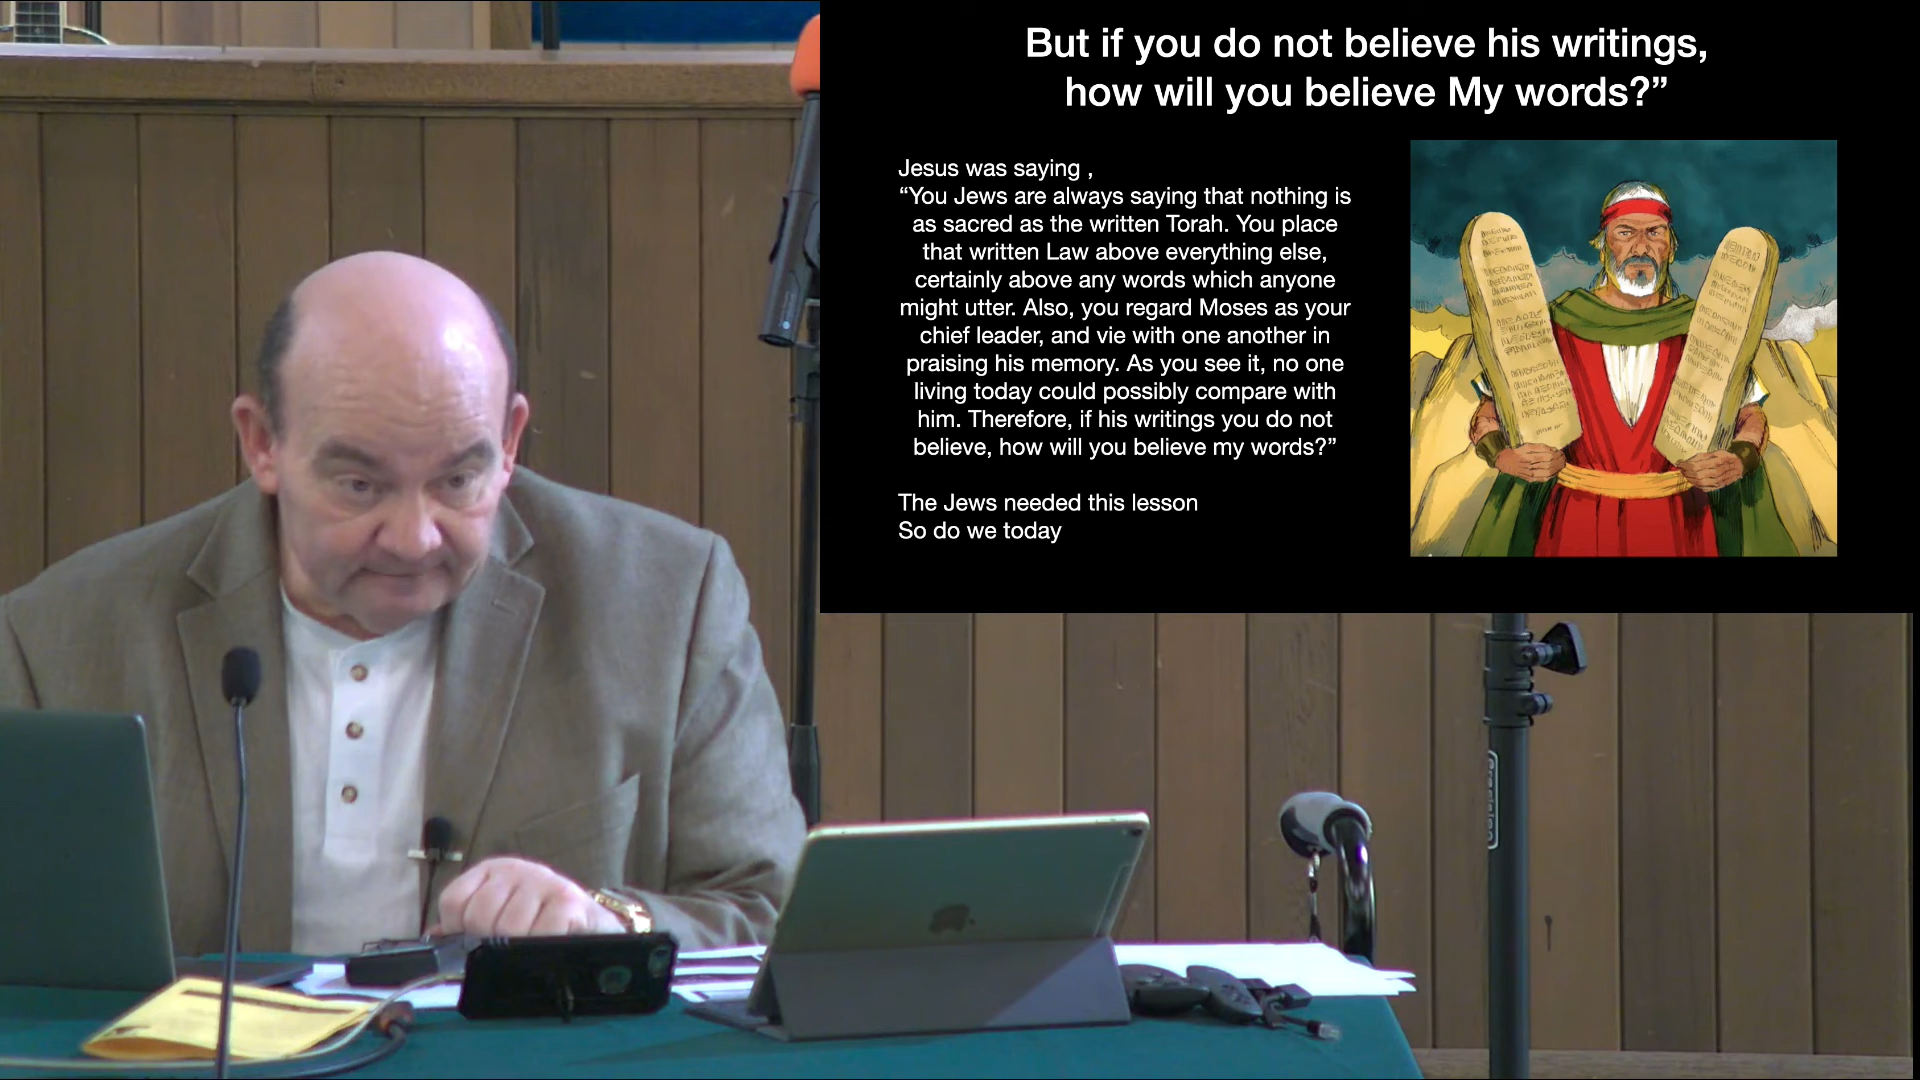 But if you do not believe his writings,
how will you believe My words?”
Jesus was saying ,
“You Jews are always saying that nothing is
as sacred as the written Torah. You place
that written Law above everything else,
certainly above any words which anyone
might utter. Also, you regard Moses as your
chief leader, and vie with one another in
praising his memory. As you see it, no one
living today could possibly compare with
him. Therefore, if his writings you do not
believe, how will you believe my words?”
The Jews needed this lesson
So do we today